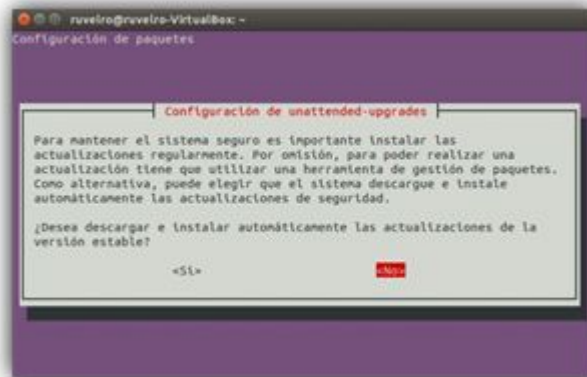 ruveiro@ruveiro-VirtualBox: ~
Configuración de paquetes
Configuración de unattended-upgrades
Para mantener el sistema seguro es importante instalar las
actualizaciones regularmente. Por omisión, para poder realizar una
actualización tiene que utilizar una herramienta de gestión de paquetes.
Como alternativa, puede elegir que el sistema descargue e instale
automáticamente las actualizaciones de seguridad.
¿Desea descargar e instalar automáticamente las actualizaciones de la
versión estable?
<Sí> <No>